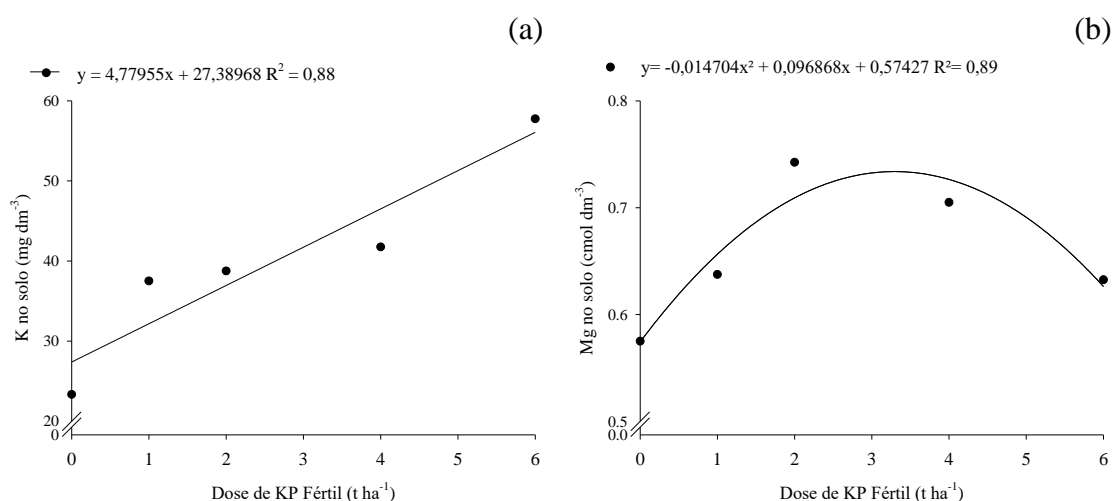 (a)
y = 4,77955x + 27,38968 R² = 0,88
60
50
40
30
20
0
K no solo (mg dm⁻³)
0 1 2 3 4 5 6
Dose de KP Fértil (t ha⁻¹)
(b)
y= -0,014704x² + 0,096868x + 0,57427 R²= 0,89
0.8
0.7
0.6
0.5
0.0
Mg no solo (cmol dm⁻³)
0 1 2 3 4 5 6
Dose de KP Fértil (t ha⁻¹)